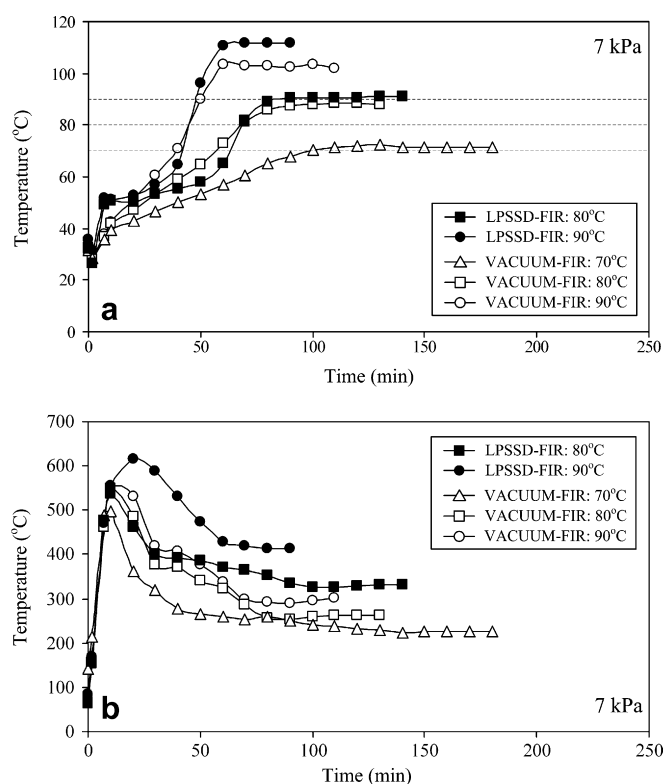 120
100
80
60
40
20
0
Temperature (°C)
7 kPa
LPSSD-FIR: 80°C
LPSSD-FIR: 90°C
VACUUM-FIR: 70°C
VACUUM-FIR: 80°C
VACUUM-FIR: 90°C
a
0 50 100 150 200 250
Time (min)
700
600
500
400
300
200
100
0
Temperature (°C)
LPSSD-FIR: 80°C
LPSSD-FIR: 90°C
VACUUM-FIR: 70°C
VACUUM-FIR: 80°C
VACUUM-FIR: 90°C
b
7 kPa
0 50 100 150 200 250
Time (min)